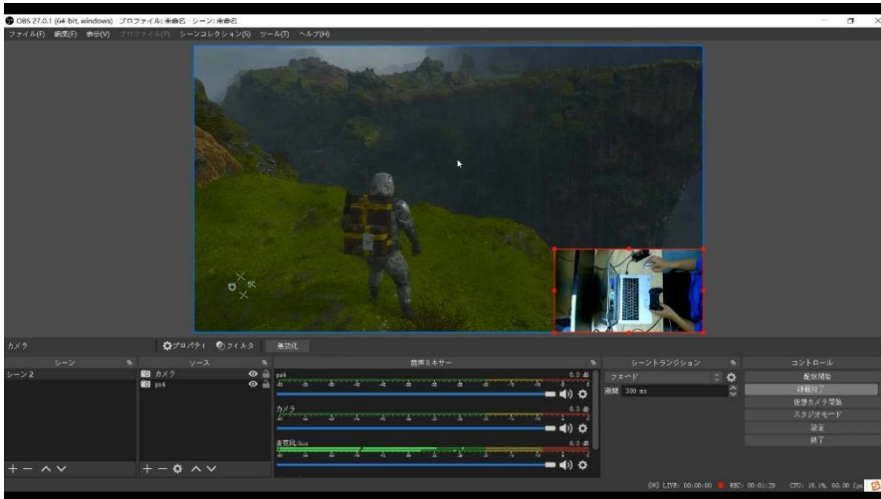 OBS 27.0.1 (64-bit, windows) - プロファイル: 未命名 - シーン: 未命名
ファイル(F) 編集(E) 表示(V) プロファイル(P) シーンコレクション(S) ツール(T) ヘルプ(H)
カメラ プロパティ フィルタ 無効化
シーン ソース 音声ミキサー シーントランジション コントロール
シーン 2
カメラ
ps4
ps4 0.0 dB
カメラ 0.0 dB
麦克风/Aux 0.0 dB
フェード
期間 300 ms
配信開始
録画終了
仮想カメラ開始
スタジオモード
設定
終了
LIVE: 00:00:00 REC: 00:01:29 CPU: 18.1%, 60.00 fps